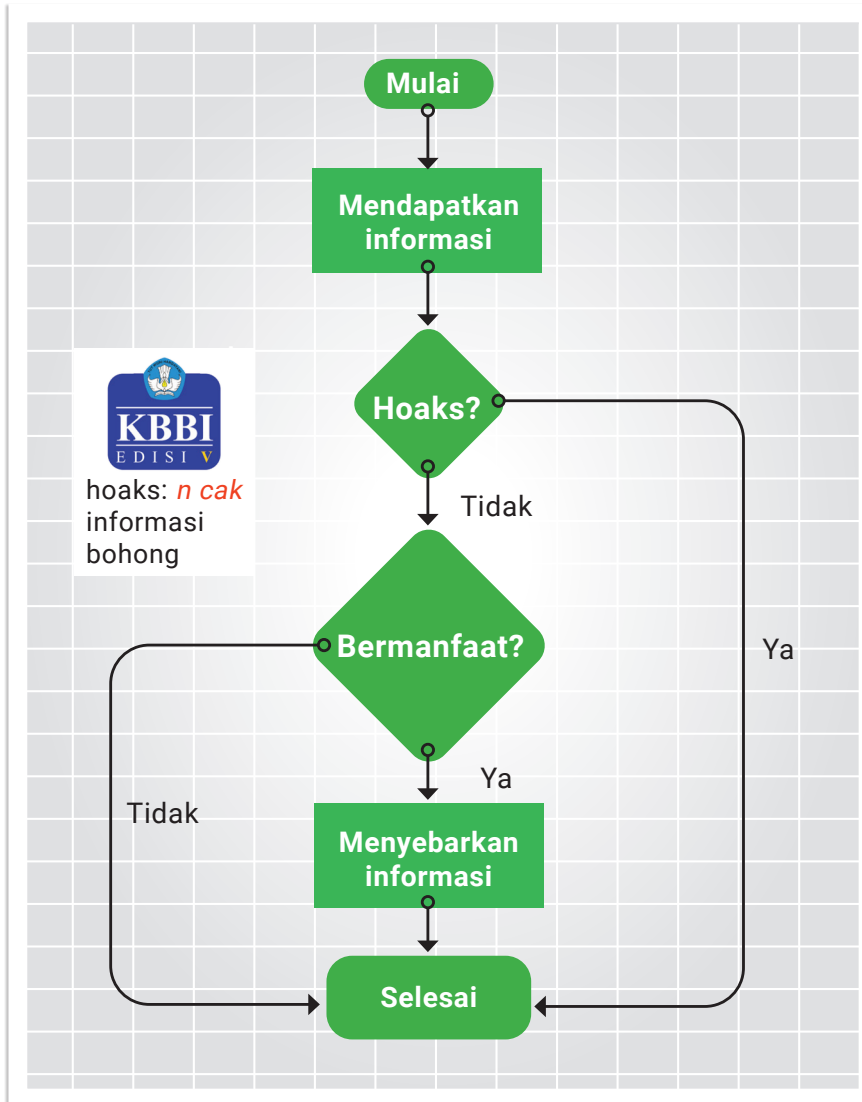 Mulai
Mendapatkan
informasi
Hoaks?
KBBI
EDISI V
hoaks: n cak
informasi
bohong
Tidak
Bermanfaat?
Ya
Ya
Tidak
Menyebarkan
informasi
Selesai